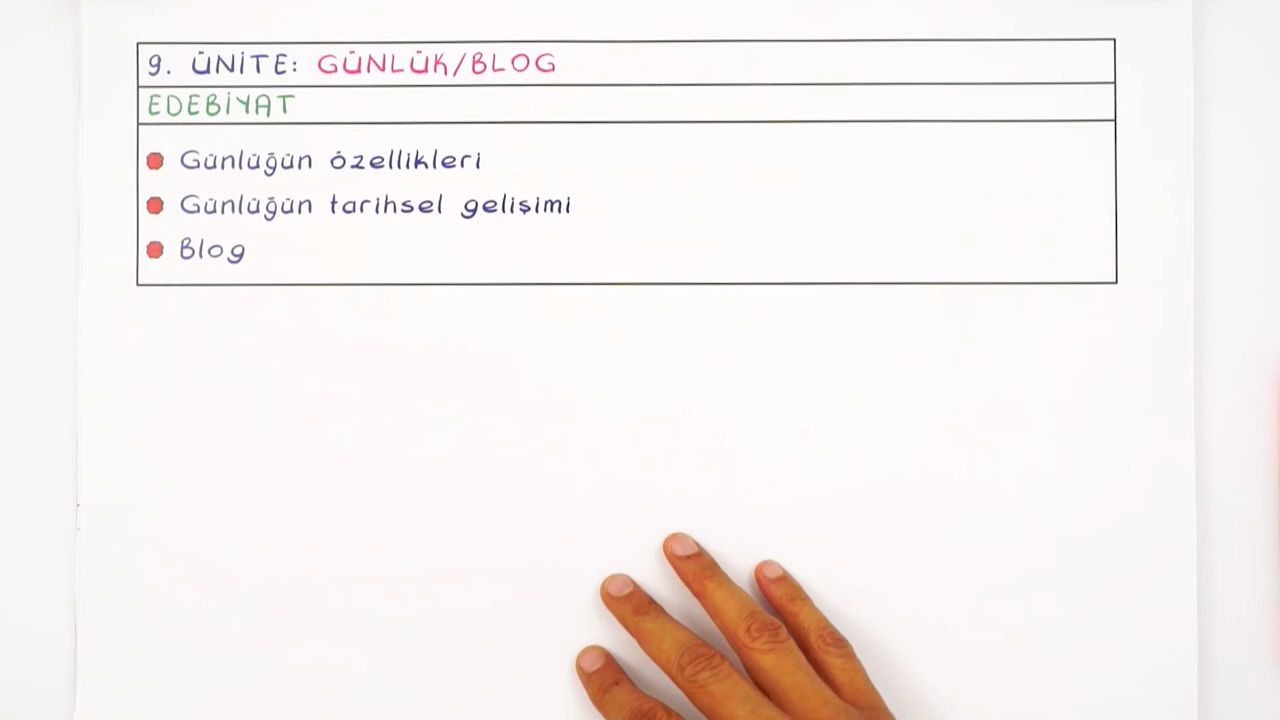 9. ÜNİTE: GÜNLÜK/BLOG
EDEBİYAT
Günlüğün özellikleri
Günlüğün tarihsel gelişimi
Blog